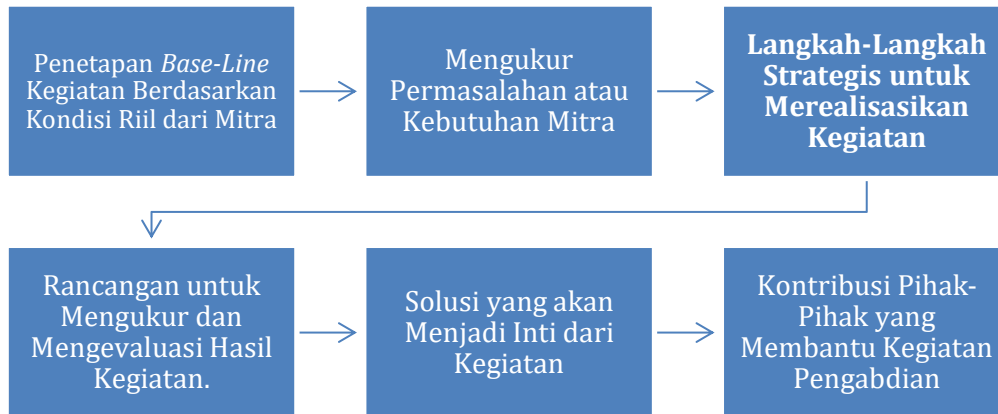 Penetapan Base-Line
Kegiatan Berdasarkan
Kondisi Riil dari Mitra
Mengukur
Permasalahan atau
Kebutuhan Mitra
Langkah-Langkah
Strategis untuk
Merealisasikan
Kegiatan
Rancangan untuk
Mengukur dan
Mengevaluasi Hasil
Kegiatan.
Solusi yang akan
Menjadi Inti dari
Kegiatan
Kontribusi Pihak-
Pihak yang
Membantu Kegiatan
Pengabdian